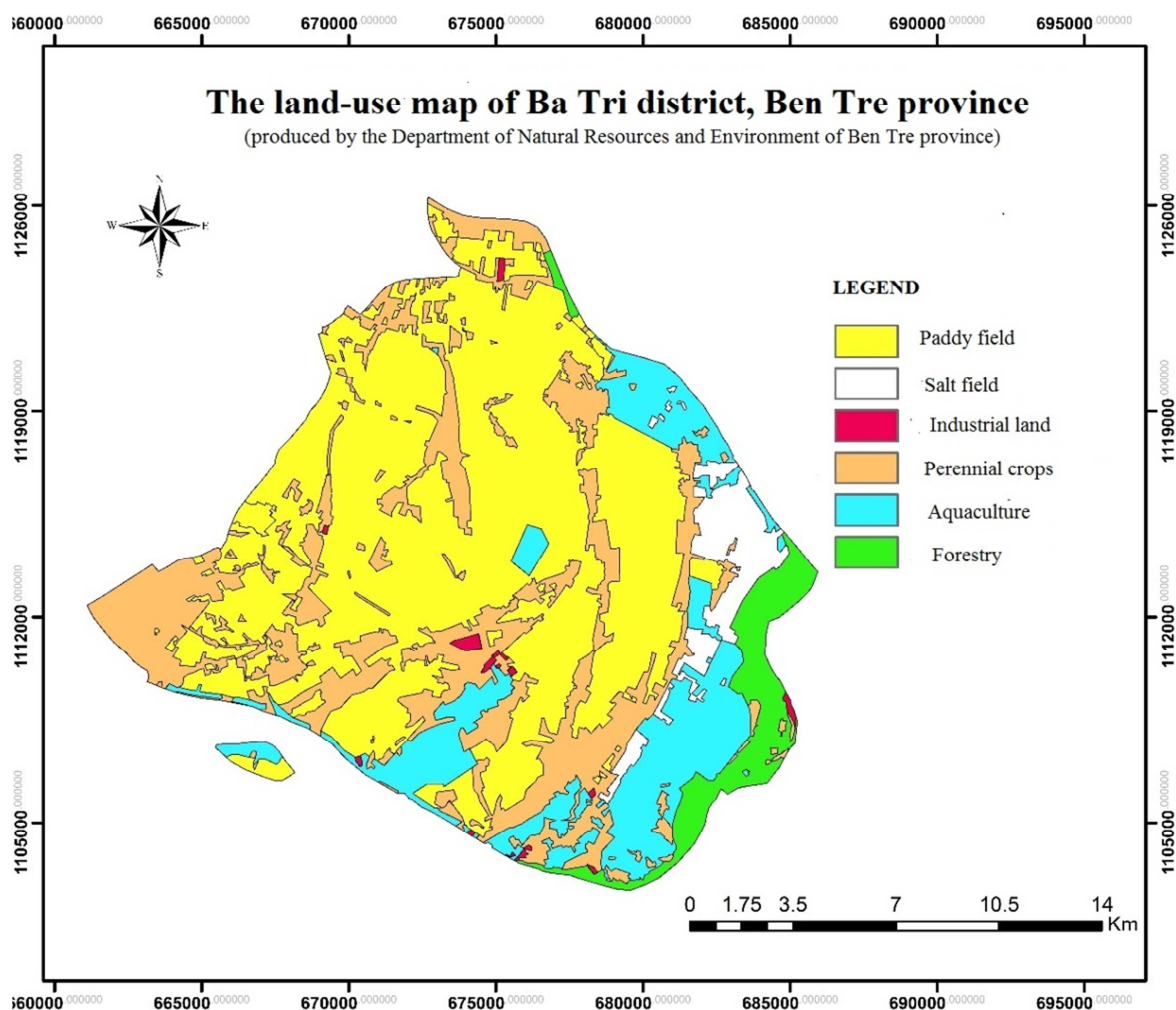 660000.000000 665000.000000 670000.000000 675000.000000 680000.000000 685000.000000 690000.000000 695000.000000
The land-use map of Ba Tri district, Ben Tre province
(produced by the Department of Natural Resources and Environment of Ben Tre province)
N
W E
S
1126000.000000 1126000.000000
1119000.000000 1119000.000000
1112000.000000 1112000.000000
1105000.000000 1105000.000000
LEGEND
Paddy field
Salt field
Industrial land
Perennial crops
Aquaculture
Forestry
0 1.75 3.5 7 10.5 14
Km
660000.000000 665000.000000 670000.000000 675000.000000 680000.000000 685000.000000 690000.000000 695000.000000